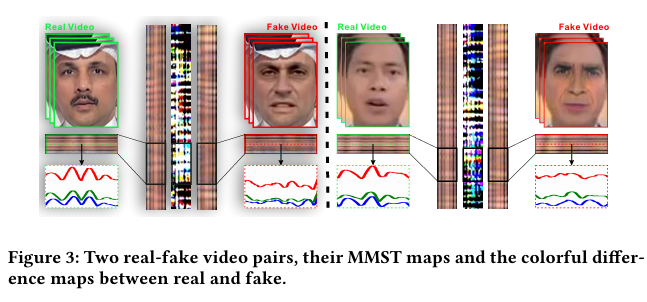 Real Video
Fake Video
Real Video
Fake Video
Figure 3: Two real-fake video pairs, their MMST maps and the colorful differ-
ence maps between real and fake.